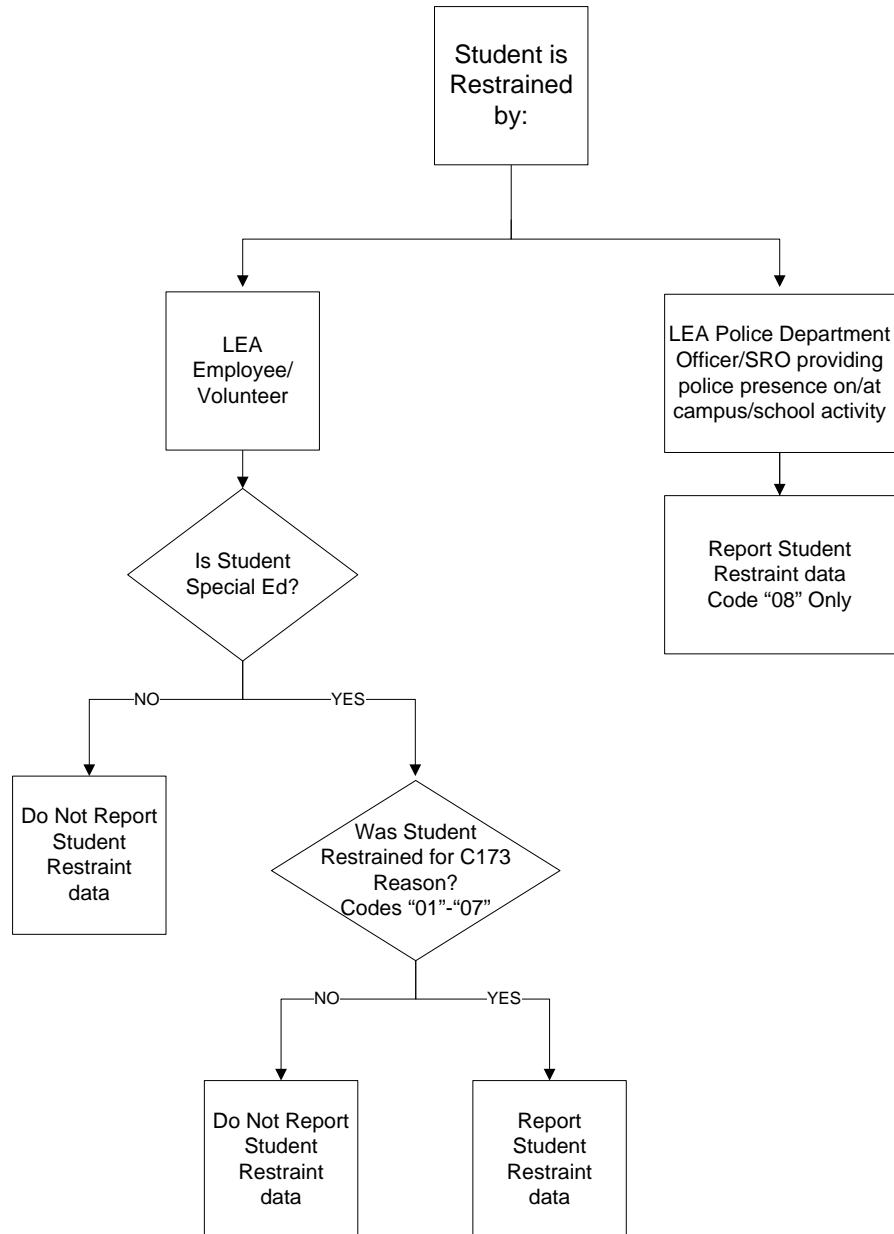 Student is
Restrained
by:
LEA
Employee/
Volunteer
LEA Police Department
Officer/SRO providing
police presence on/at
campus/school activity
Is Student
Special Ed?
Report Student
Restraint data
Code “08” Only
NO
YES
Do Not Report
Student
Restraint
data
Was Student
Restrained for C173
Reason?
Codes “01”-“07”
NO
YES
Do Not Report
Student
Restraint
data
Report
Student
Restraint
data